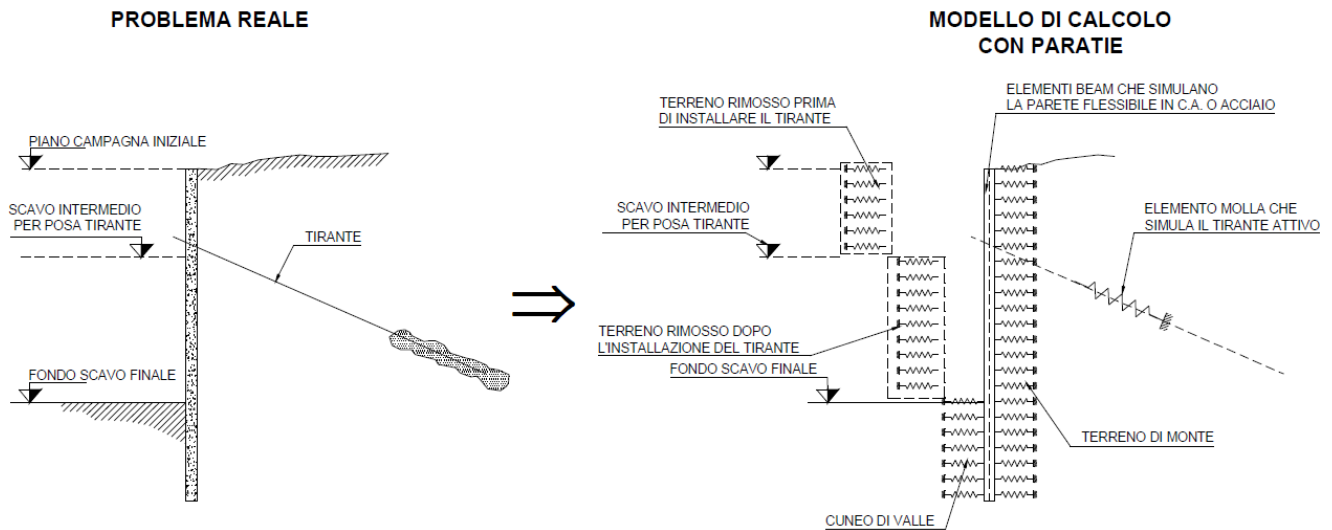 PROBLEMA REALE
PIANO CAMPAGNA INIZIALE
SCAVO INTERMEDIO
PER POSA TIRANTE
TIRANTE
FONDO SCAVO FINALE
MODELLO DI CALCOLO
CON PARATIE
TERRENO RIMOSSO PRIMA
DI INSTALLARE IL TIRANTE
ELEMENTI BEAM CHE SIMULANO
LA PARETE FLESSIBILE IN C.A. O ACCIAIO
SCAVO INTERMEDIO
PER POSA TIRANTE
ELEMENTO MOLLA CHE
SIMULA IL TIRANTE ATTIVO
TERRENO RIMOSSO DOPO
L'INSTALLAZIONE DEL TIRANTE
FONDO SCAVO FINALE
TERRENO DI MONTE
CUNEO DI VALLE